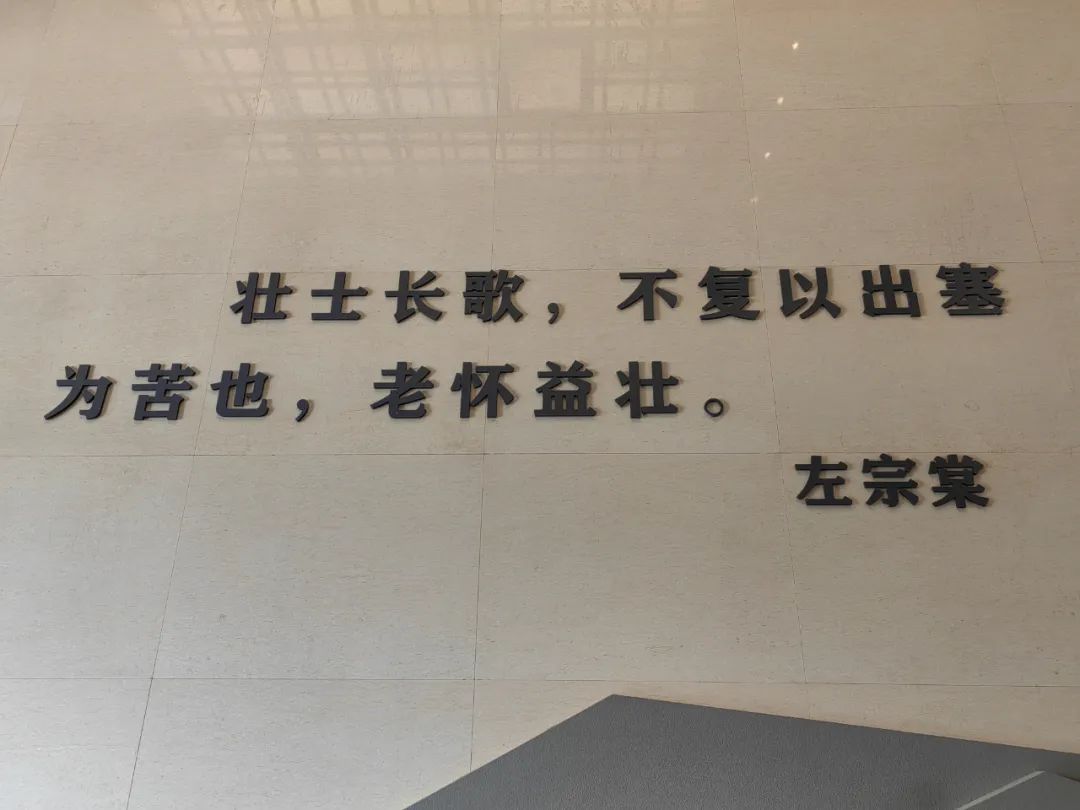 壮士长歌，不复以出塞
为苦也，老怀益壮。
左宗棠